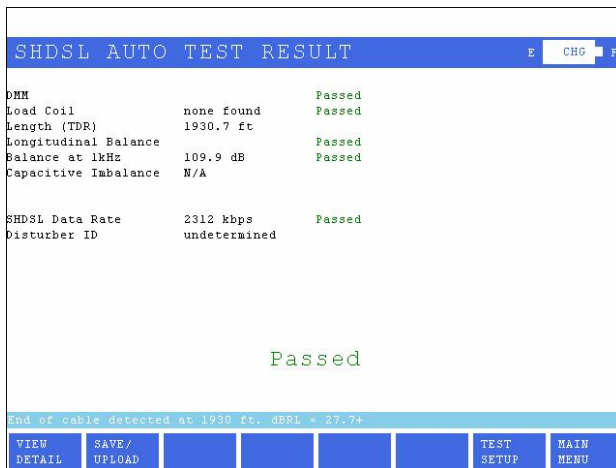 SHDSL AUTO TEST RESULT E CHG F
DMM Passed
Load Coil none found Passed
Length (TDR) 1930.7 ft
Longitudinal Balance Passed
Balance at 1kHz 109.9 dB Passed
Capacitive Imbalance N/A
SHDSL Data Rate 2312 kbps Passed
Disturber ID undetermined
Passed
End of cable detected at 1930 ft. dBRL = 27.7+
VIEW DETAIL SAVE/ UPLOAD TEST SETUP MAIN MENU